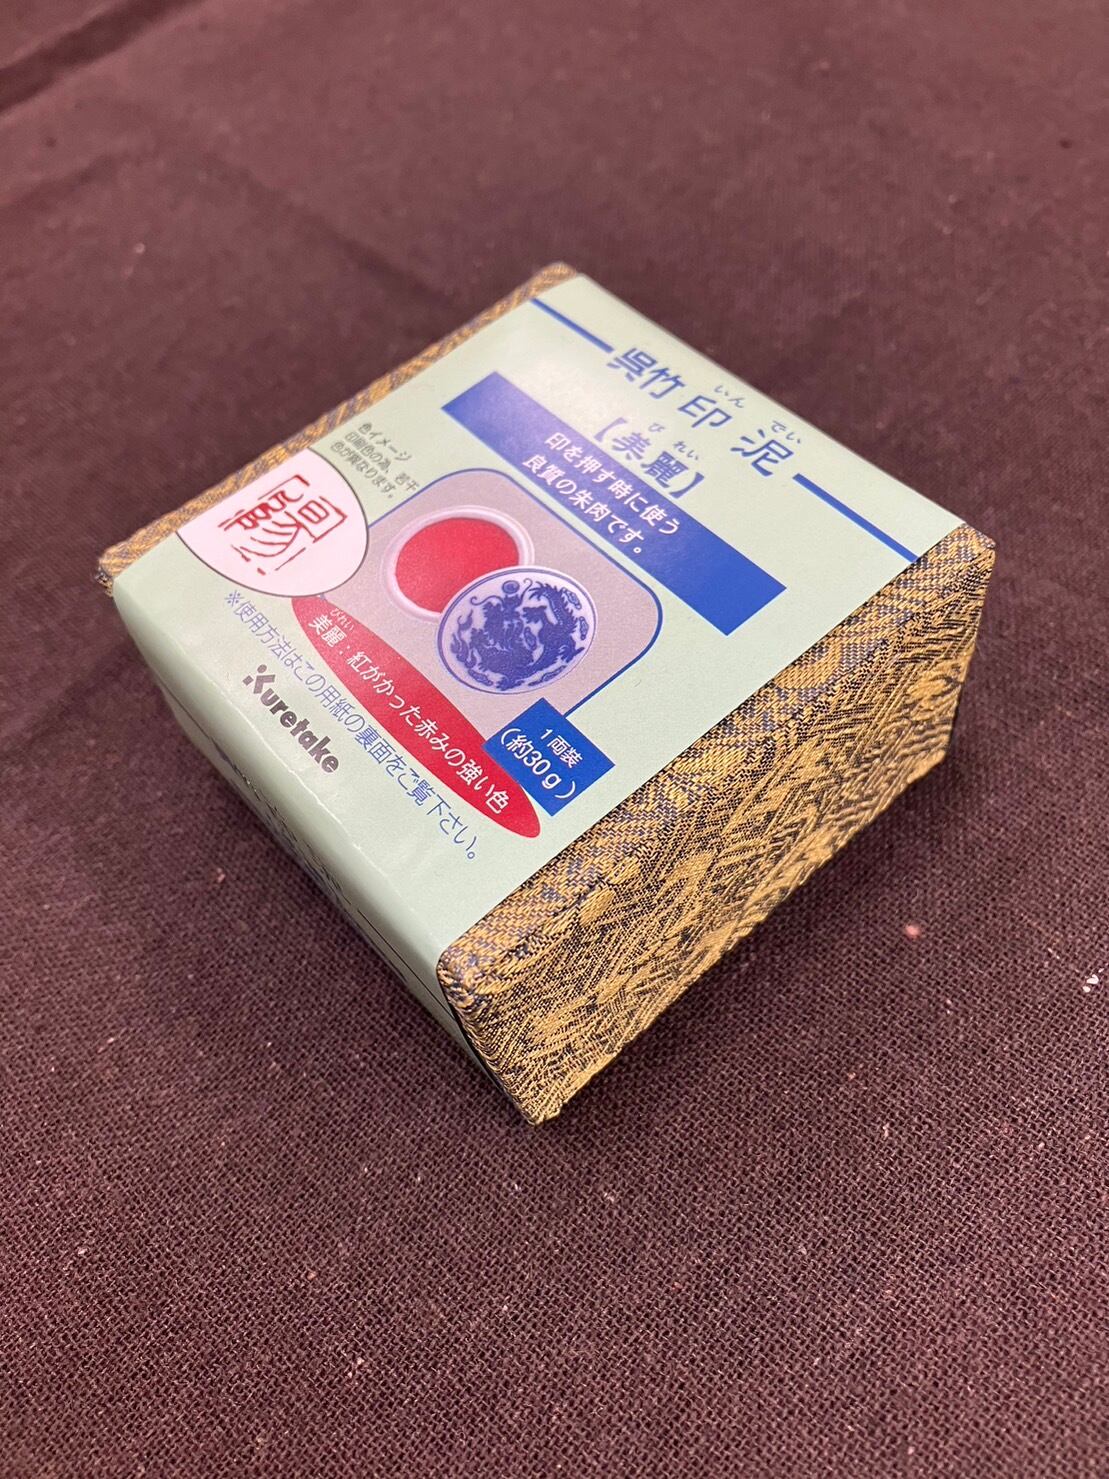 呉竹 印 泥
いん でい
【美麗】
び れい
印を押す時に使う
良質の朱肉です。
色イメージ
印刷色の為、若干
色が異なります。
びれい
美麗:紅がかった赤みの強い色
1両装
(約30g)
※使用方法はこの用紙の裏面をご覧下さい。
Kuretake